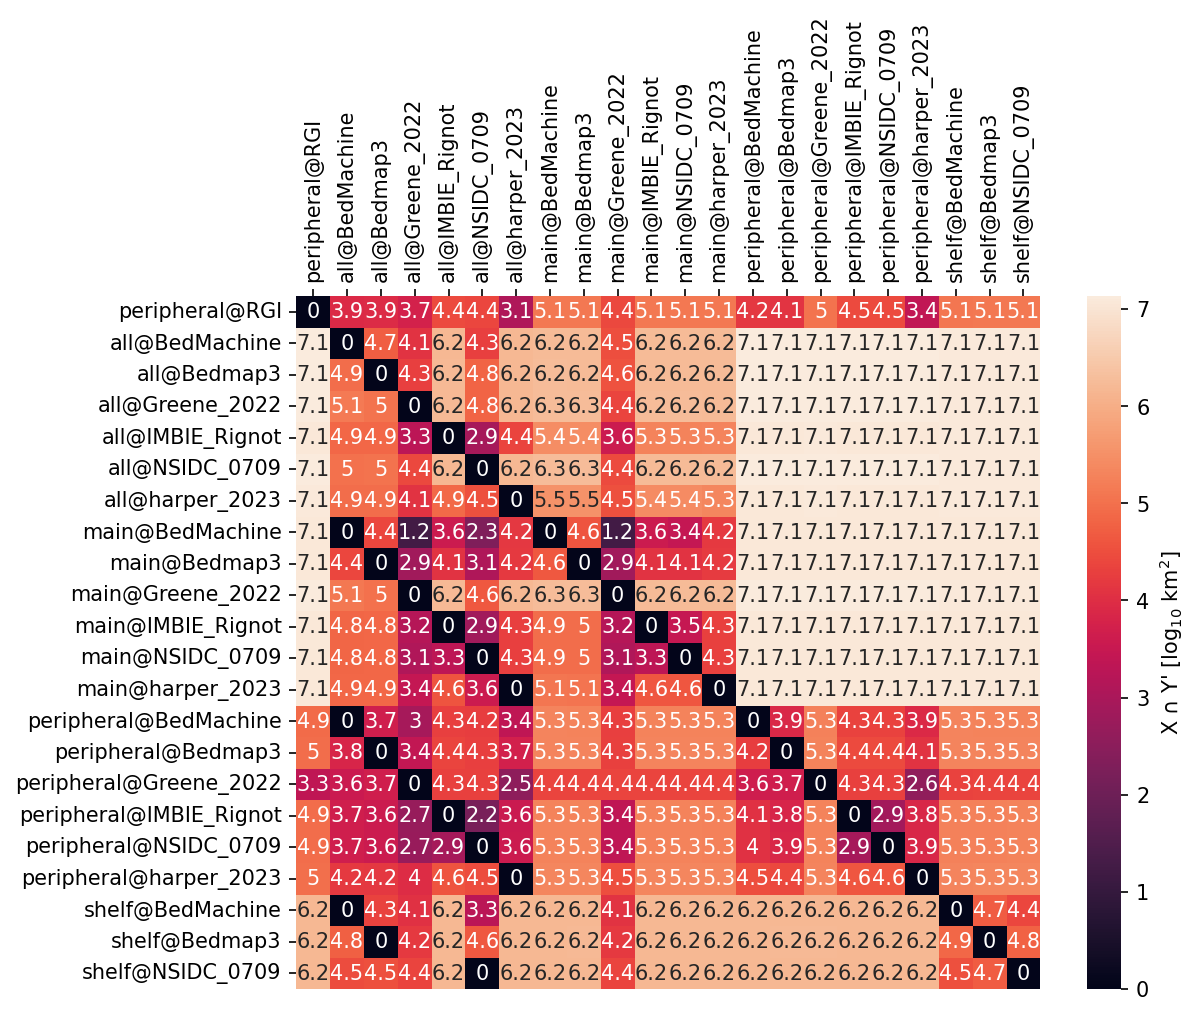 peripheral@RGI
all@BedMachine
all@Bedmap3
all@Greene_2022
all@IMBIE_Rignot
all@NSIDC_0709
all@harper_2023
main@BedMachine
main@Bedmap3
main@Greene_2022
main@IMBIE_Rignot
main@NSIDC_0709
main@harper_2023
peripheral@BedMachine
peripheral@Bedmap3
peripheral@Greene_2022
peripheral@IMBIE_Rignot
peripheral@NSIDC_0709
peripheral@harper_2023
shelf@BedMachine
shelf@Bedmap3
shelf@NSIDC_0709
peripheral@RGI 0 3.9 3.9 3.7 4.4 4.4 3.1 5.1 5.1 4.4 5.1 5.1 5.1 4.2 4.1 5 4.5 4.5 3.4 5.1 5.1 5.1
all@BedMachine 7.1 0 4.7 4.1 6.2 4.3 6.2 6.2 6.2 4.5 6.2 6.2 6.2 7.1 7.1 7.1 7.1 7.1 7.1 7.1 7.1 7.1
all@Bedmap3 7.1 4.9 0 4.3 6.2 4.8 6.2 6.2 6.2 4.6 6.2 6.2 6.2 7.1 7.1 7.1 7.1 7.1 7.1 7.1 7.1 7.1
all@Greene_2022 7.1 5.1 5 0 6.2 4.8 6.2 6.3 6.3 4.4 6.2 6.2 6.2 7.1 7.1 7.1 7.1 7.1 7.1 7.1 7.1 7.1
all@IMBIE_Rignot 7.1 4.9 4.9 3.3 0 2.9 4.4 5.4 5.4 3.6 5.3 5.3 5.3 7.1 7.1 7.1 7.1 7.1 7.1 7.1 7.1 7.1
all@NSIDC_0709 7.1 5 5 4.4 6.2 0 6.2 6.3 6.3 4.4 6.2 6.2 6.2 7.1 7.1 7.1 7.1 7.1 7.1 7.1 7.1 7.1
all@harper_2023 7.1 4.9 4.9 4.1 4.9 4.5 0 5.5 5.5 4.5 5.4 5.4 5.3 7.1 7.1 7.1 7.1 7.1 7.1 7.1 7.1 7.1
main@BedMachine 7.1 0 4.4 1.2 3.6 2.3 4.2 0 4.6 1.2 3.6 3.4 4.2 7.1 7.1 7.1 7.1 7.1 7.1 7.1 7.1 7.1
main@Bedmap3 7.1 4.4 0 2.9 4.1 3.1 4.2 4.6 0 2.9 4.1 4.1 4.2 7.1 7.1 7.1 7.1 7.1 7.1 7.1 7.1 7.1
main@Greene_2022 7.1 5.1 5 0 6.2 4.6 6.2 6.3 6.3 0 6.2 6.2 6.2 7.1 7.1 7.1 7.1 7.1 7.1 7.1 7.1 7.1
main@IMBIE_Rignot 7.1 4.8 4.8 3.2 0 2.9 4.3 4.9 5 3.2 0 3.5 4.3 7.1 7.1 7.1 7.1 7.1 7.1 7.1 7.1 7.1
main@NSIDC_0709 7.1 4.8 4.8 3.1 3.3 0 4.3 4.9 5 3.1 3.3 0 4.3 7.1 7.1 7.1 7.1 7.1 7.1 7.1 7.1 7.1
main@harper_2023 7.1 4.9 4.9 3.4 4.6 3.6 0 5.1 5.1 3.4 4.6 4.6 0 7.1 7.1 7.1 7.1 7.1 7.1 7.1 7.1 7.1
peripheral@BedMachine 4.9 0 3.7 3 4.3 4.2 3.4 5.3 5.3 4.3 5.3 5.3 5.3 0 3.9 5.3 4.3 4.3 3.9 5.3 5.3 5.3
peripheral@Bedmap3 5 3.8 0 3.4 4.4 4.3 3.7 5.3 5.3 4.3 5.3 5.3 5.3 4.2 0 5.3 4.4 4.4 4.1 5.3 5.3 5.3
peripheral@Greene_2022 3.3 3.6 3.7 0 4.3 4.3 2.5 4.4 4.4 4.4 4.4 4.4 4.4 3.6 3.7 0 4.3 4.3 2.6 4.3 4.4 4.4
peripheral@IMBIE_Rignot 4.9 3.7 3.6 2.7 0 2.2 3.6 5.3 5.3 3.4 5.3 5.3 5.3 4.1 3.8 5.3 0 2.9 3.8 5.3 5.3 5.3
peripheral@NSIDC_0709 4.9 3.7 3.6 2.7 2.9 0 3.6 5.3 5.3 3.4 5.3 5.3 5.3 4 3.9 5.3 2.9 0 3.9 5.3 5.3 5.3
peripheral@harper_2023 5 4.2 4.2 4 4.6 4.5 0 5.3 5.3 4.5 5.3 5.3 5.3 4.5 4.4 5.3 4.6 4.6 0 5.3 5.3 5.3
shelf@BedMachine 6.2 0 4.3 4.1 6.2 3.3 6.2 6.2 6.2 4.1 6.2 6.2 6.2 6.2 6.2 6.2 6.2 6.2 6.2 0 4.7 4.4
shelf@Bedmap3 6.2 4.8 0 4.2 6.2 4.6 6.2 6.2 6.2 4.2 6.2 6.2 6.2 6.2 6.2 6.2 6.2 6.2 6.2 4.9 0 4.8
shelf@NSIDC_0709 6.2 4.5 4.5 4.4 6.2 0 6.2 6.2 6.2 4.4 6.2 6.2 6.2 6.2 6.2 6.2 6.2 6.2 6.2 4.5 4.7 0
7
6
5
4
3
2
1
0
X ∩ Y' [log₁₀ km²]